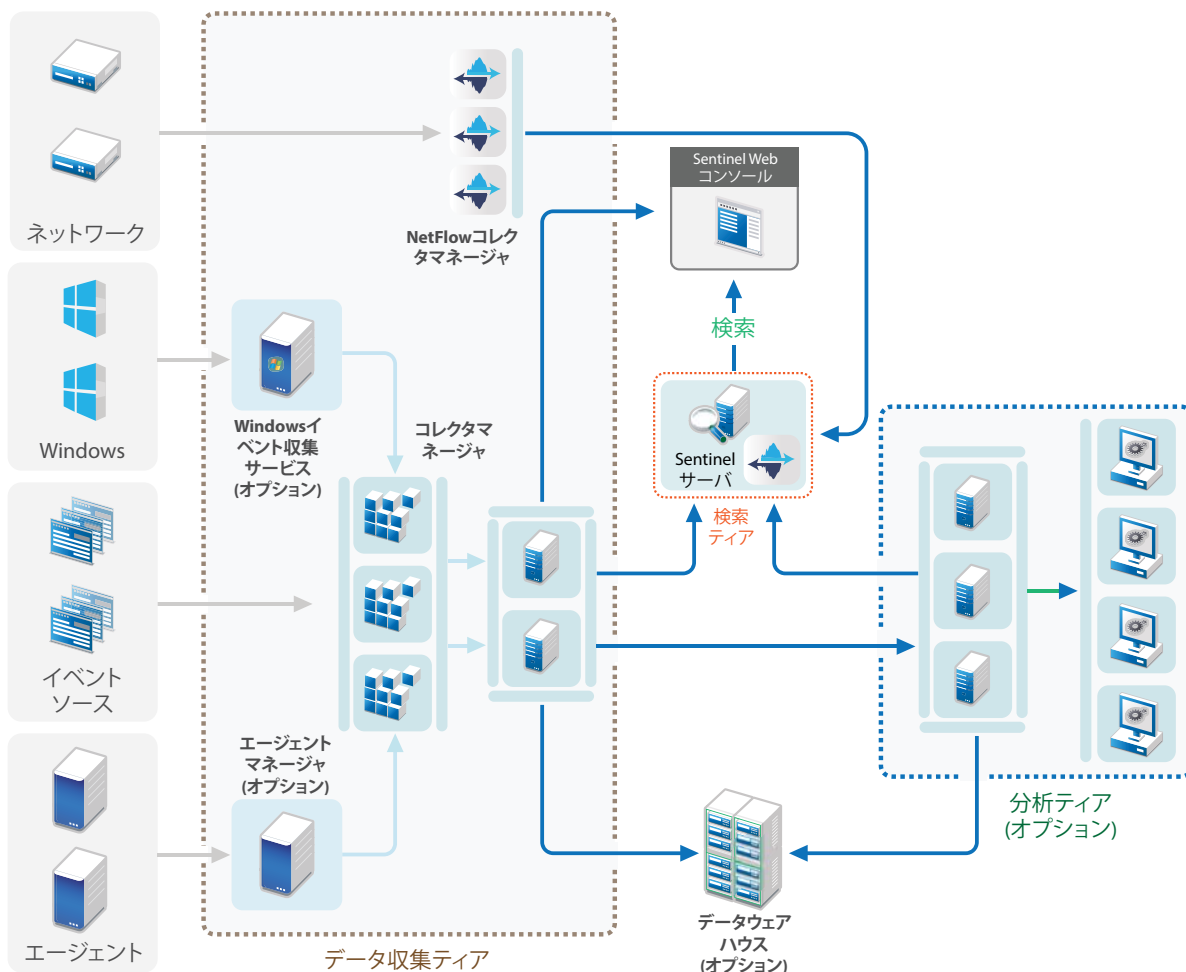 ネットワーク
NetFlowコレク
タマネージャ
Sentinel Web
コンソール
検索
Windows
Windowsイ
ベント収集
サービス
(オプション)
コレクタマ
ネージャ
Sentinel
サーバ
検索
ティア
イベント
ソース
エージェント
マネージャ
(オプション)
エージェント
データ収集ティア
データウェア
ハウス
(オプション)
分析ティア
(オプション)